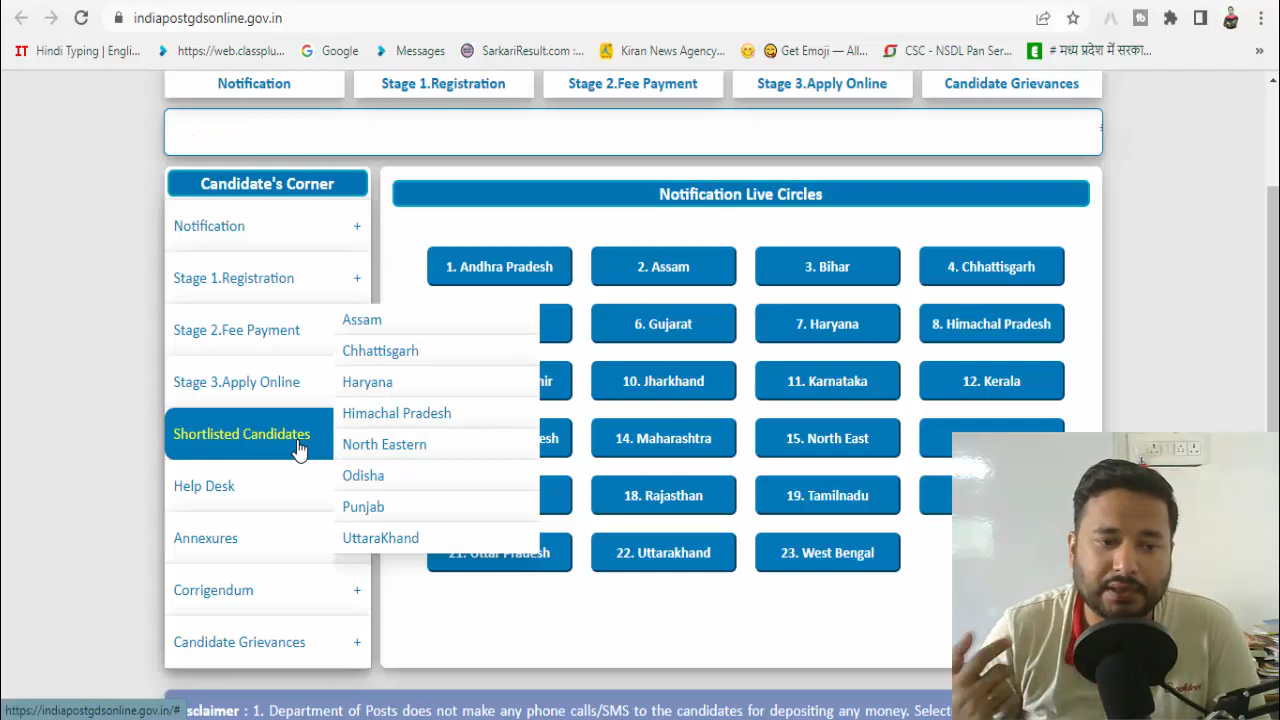 indiapostgdsonline.gov.in
Hindi Typing | Engli...
https://web.classplu...
Google
Messages
SarkariResult.com :...
Kiran News Agency...
Get Emoji — All...
CSC - NSDL Pan Ser...
# मध्य प्रदेश में सरका...
»
Notification
Stage 1.Registration
Stage 2.Fee Payment
Stage 3.Apply Online
Candidate Grievances
Candidate's Corner
Notification +
Stage 1.Registration +
Stage 2.Fee Payment
Stage 3.Apply Online
Shortlisted Candidates
Help Desk
Annexures
Corrigendum +
Candidate Grievances +
Assam
Chhattisgarh
Haryana
Himachal Pradesh
North Eastern
Odisha
Punjab
UttaraKhand
Notification Live Circles
1. Andhra Pradesh
2. Assam
3. Bihar
4. Chhattisgarh
6. Gujarat
7. Haryana
8. Himachal Pradesh
10. Jharkhand
11. Karnataka
12. Kerala
14. Maharashtra
15. North East
18. Rajasthan
19. Tamilnadu
21. Uttar Pradesh
22. Uttarakhand
23. West Bengal
https://indiapostgdsonline.gov.in/#
: 1. Department of Posts does not make any phone calls/SMS to the candidates for depositing any money.